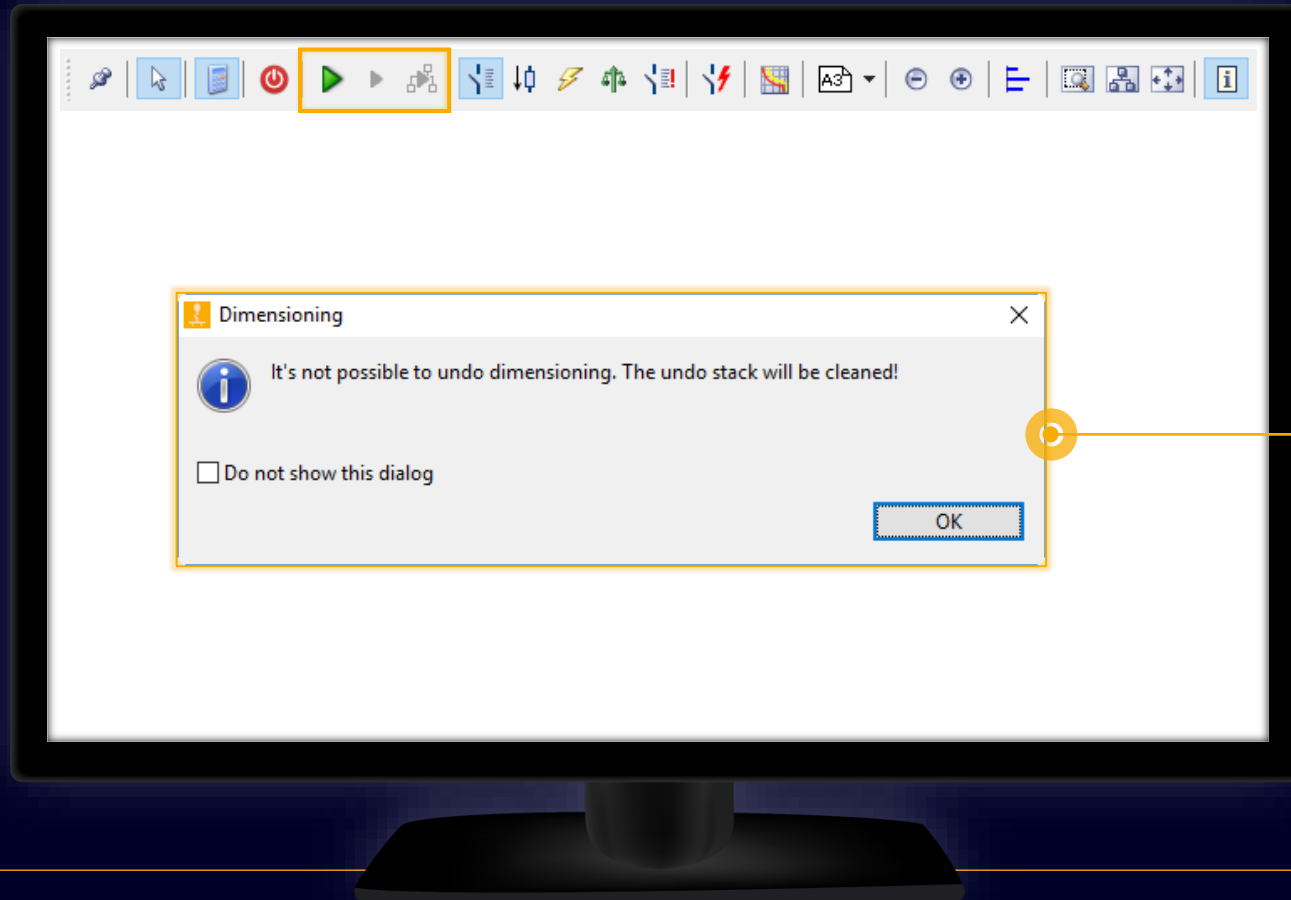 A3
Dimensioning
It's not possible to undo dimensioning. The undo stack will be cleaned!
Do not show this dialog
OK